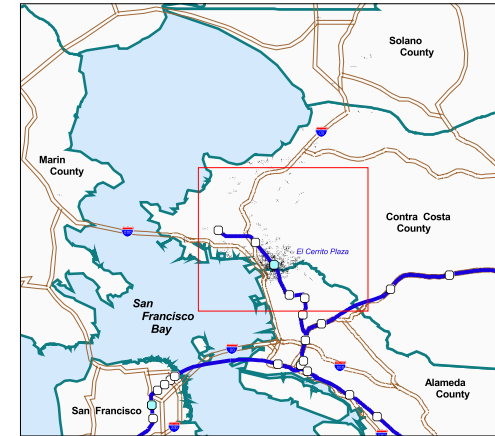 Solano
County
Marin
County
Contra Costa
County
El Cerrito Plaza
San
Francisco
Bay
Alameda
County
San Francisco